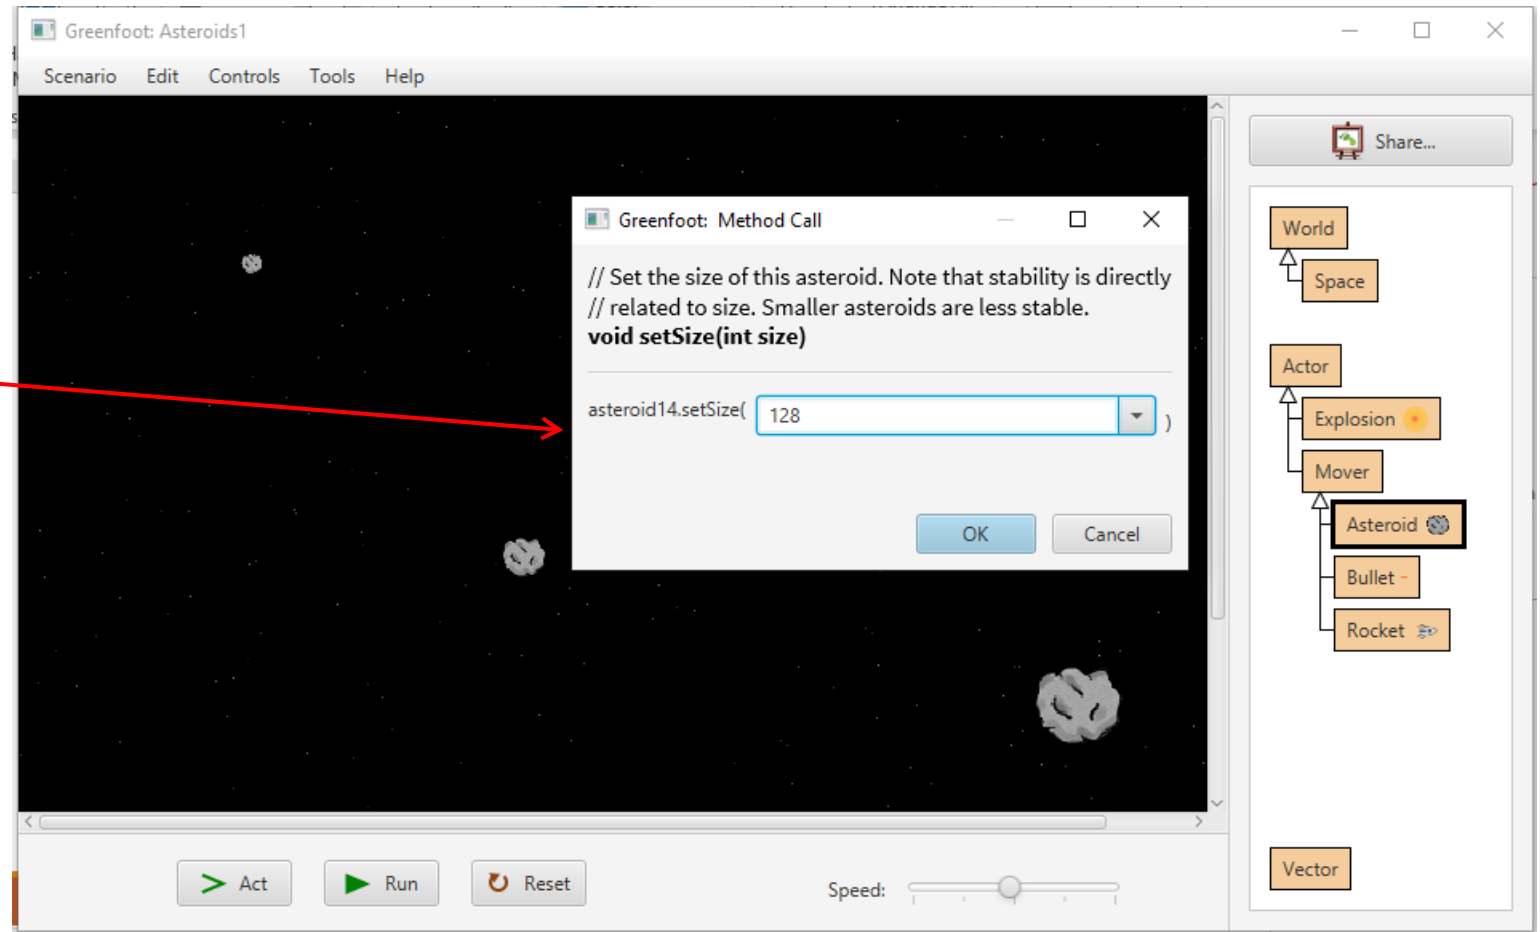 Greenfoot: Asteroids1
Scenario Edit Controls Tools Help
Share...
Greenfoot: Method Call
// Set the size of this asteroid. Note that stability is directly
// related to size. Smaller asteroids are less stable.
void setSize(int size)
asteroid14.setSize( 128 )
OK Cancel
World
Space
Actor
Explosion
Mover
Asteroid
Bullet
Rocket
Vector
Act Run Reset Speed: